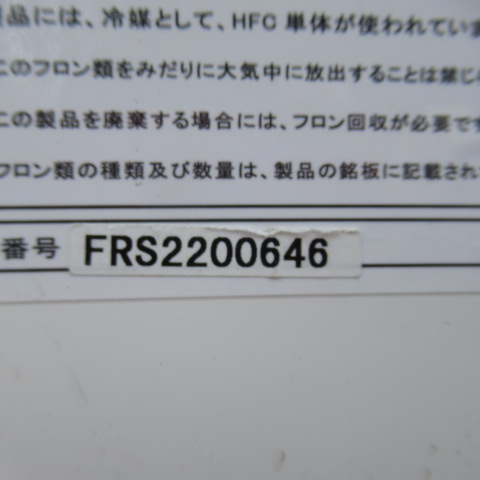 製品には、冷媒として、HFC 単体が使われていま
このフロン類をみだりに大気中に放出することは禁じ
この製品を廃棄する場合には、フロン回収が必要です
フロン類の種類及び数量は、製品の銘板に記載され
番号 FRS2200646